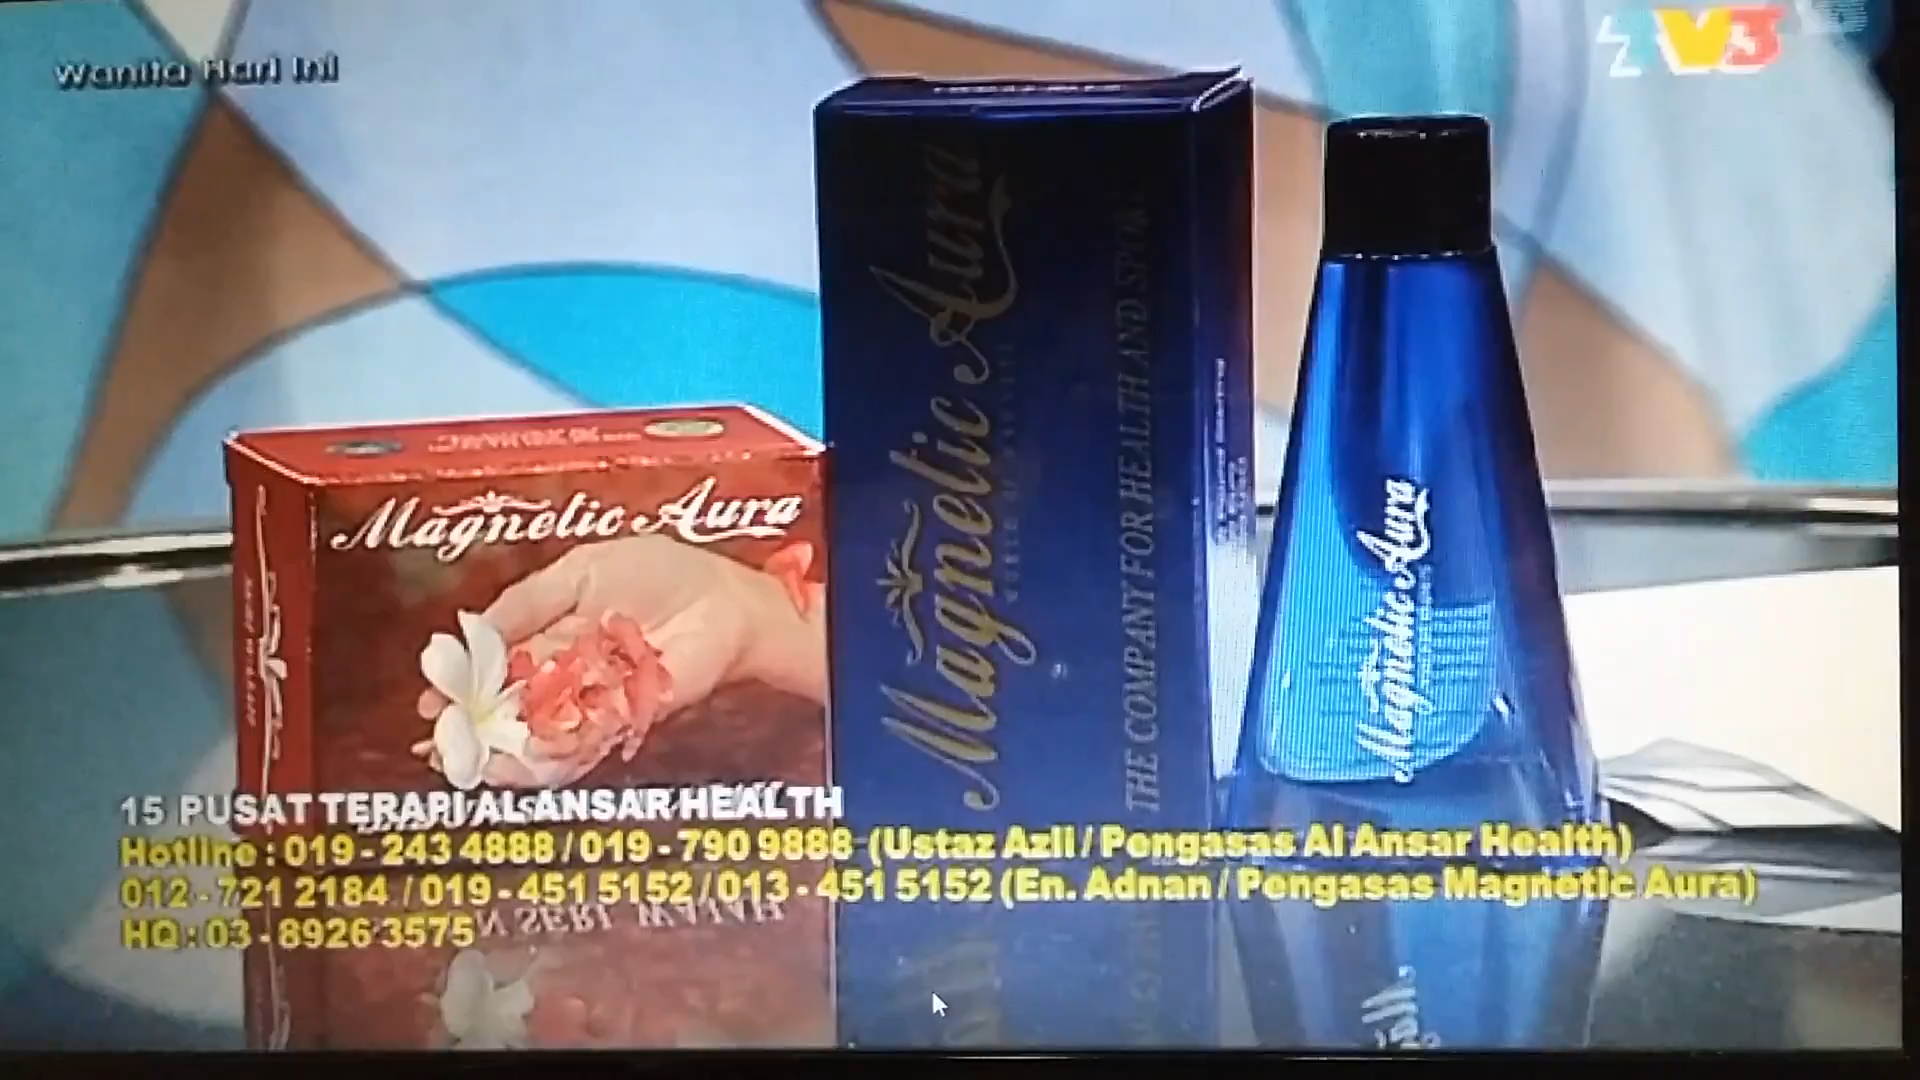 Wanita Hari Ini
TV3
Magnetic Aura
Magnetic Aura
THE COMPANY FOR HEALTH AND SPORT
Magnetic Aura
15 PUSAT TERAPI AL ANSAR HEALTH
Hotline : 019 - 243 4888 / 019 - 790 9888 (Ustaz Azli / Pengasas Al Ansar Health)
012 - 721 2184 / 019 - 451 5152 / 013 - 451 5152 (En. Adnan / Pengasas Magnetic Aura)
HQ : 03 - 8926 3575